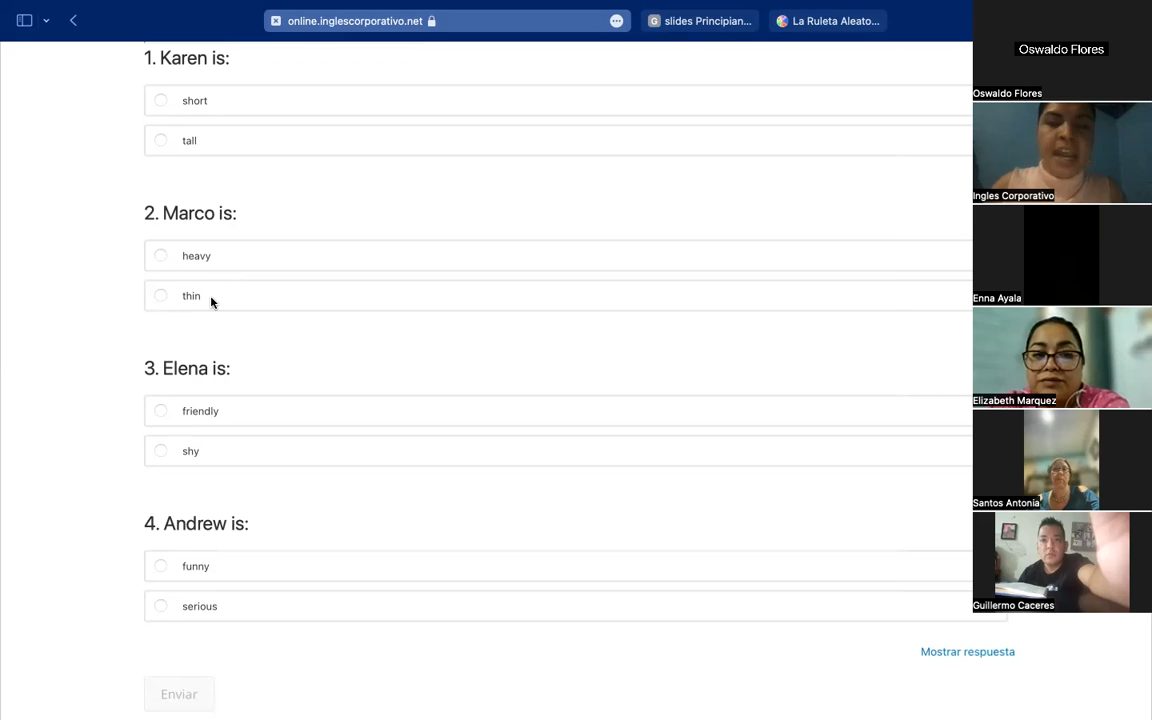 online.inglescorporativo.net
slides Principian...
La Ruleta Aleato...
1. Karen is:
short
tall
2. Marco is:
heavy
thin
3. Elena is:
friendly
shy
4. Andrew is:
funny
serious
Mostrar respuesta
Enviar
Oswaldo Flores
Oswaldo Flores
Ingles Corporativo
Enna Ayala
Elizabeth Marquez
Santos Antonia
Guillermo Caceres